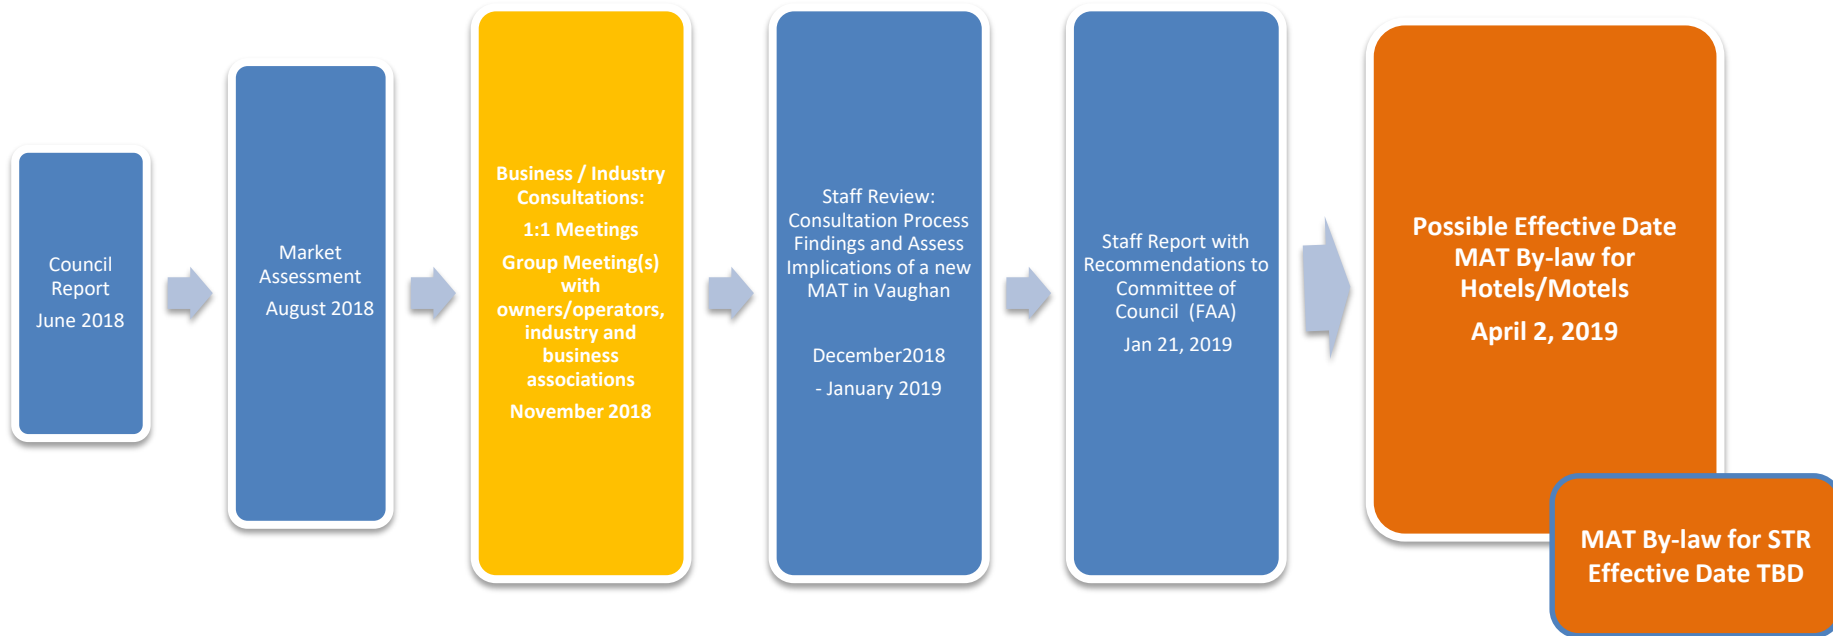 Council
Report
June 2018
Market
Assessment
August 2018
Business / Industry
Consultations:
1:1 Meetings
Group Meeting(s)
with
owners/operators,
industry and
business
associations
November 2018
Staff Review:
Consultation Process
Findings and Assess
Implications of a new
MAT in Vaughan
December2018
- January 2019
Staff Report with
Recommendations to
Committee of
Council  (FAA)
Jan 21, 2019
Possible Effective Date
MAT By-law for
Hotels/Motels
April 2, 2019
MAT By-law for STR
Effective Date TBD